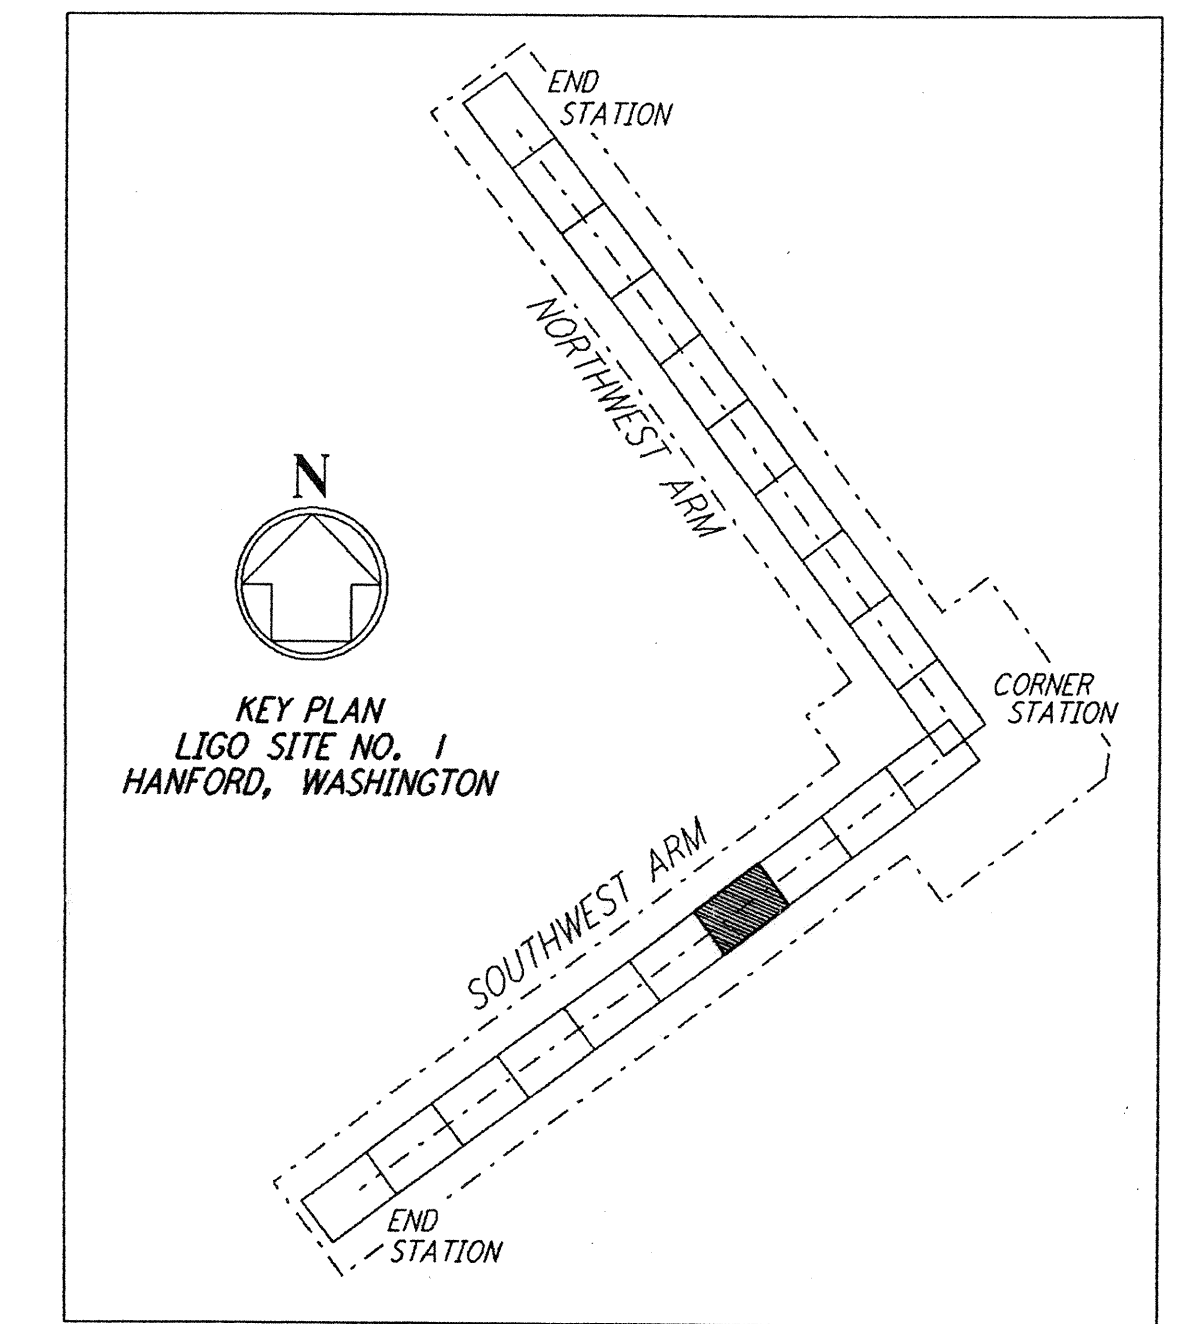 END
STATION
NORTHWEST ARM
N
KEY PLAN
LIGO SITE NO. 1
HANFORD, WASHINGTON
CORNER
STATION
SOUTHWEST ARM
END
STATION